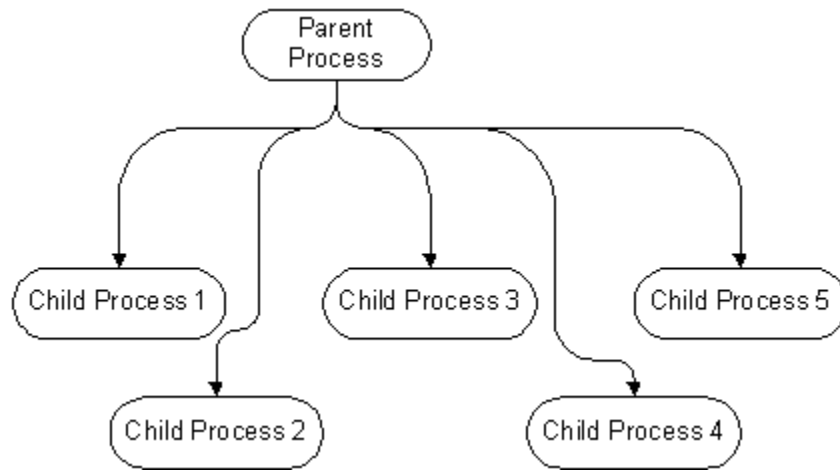 Parent
Process
Child Process 1
Child Process 3
Child Process 5
Child Process 2
Child Process 4